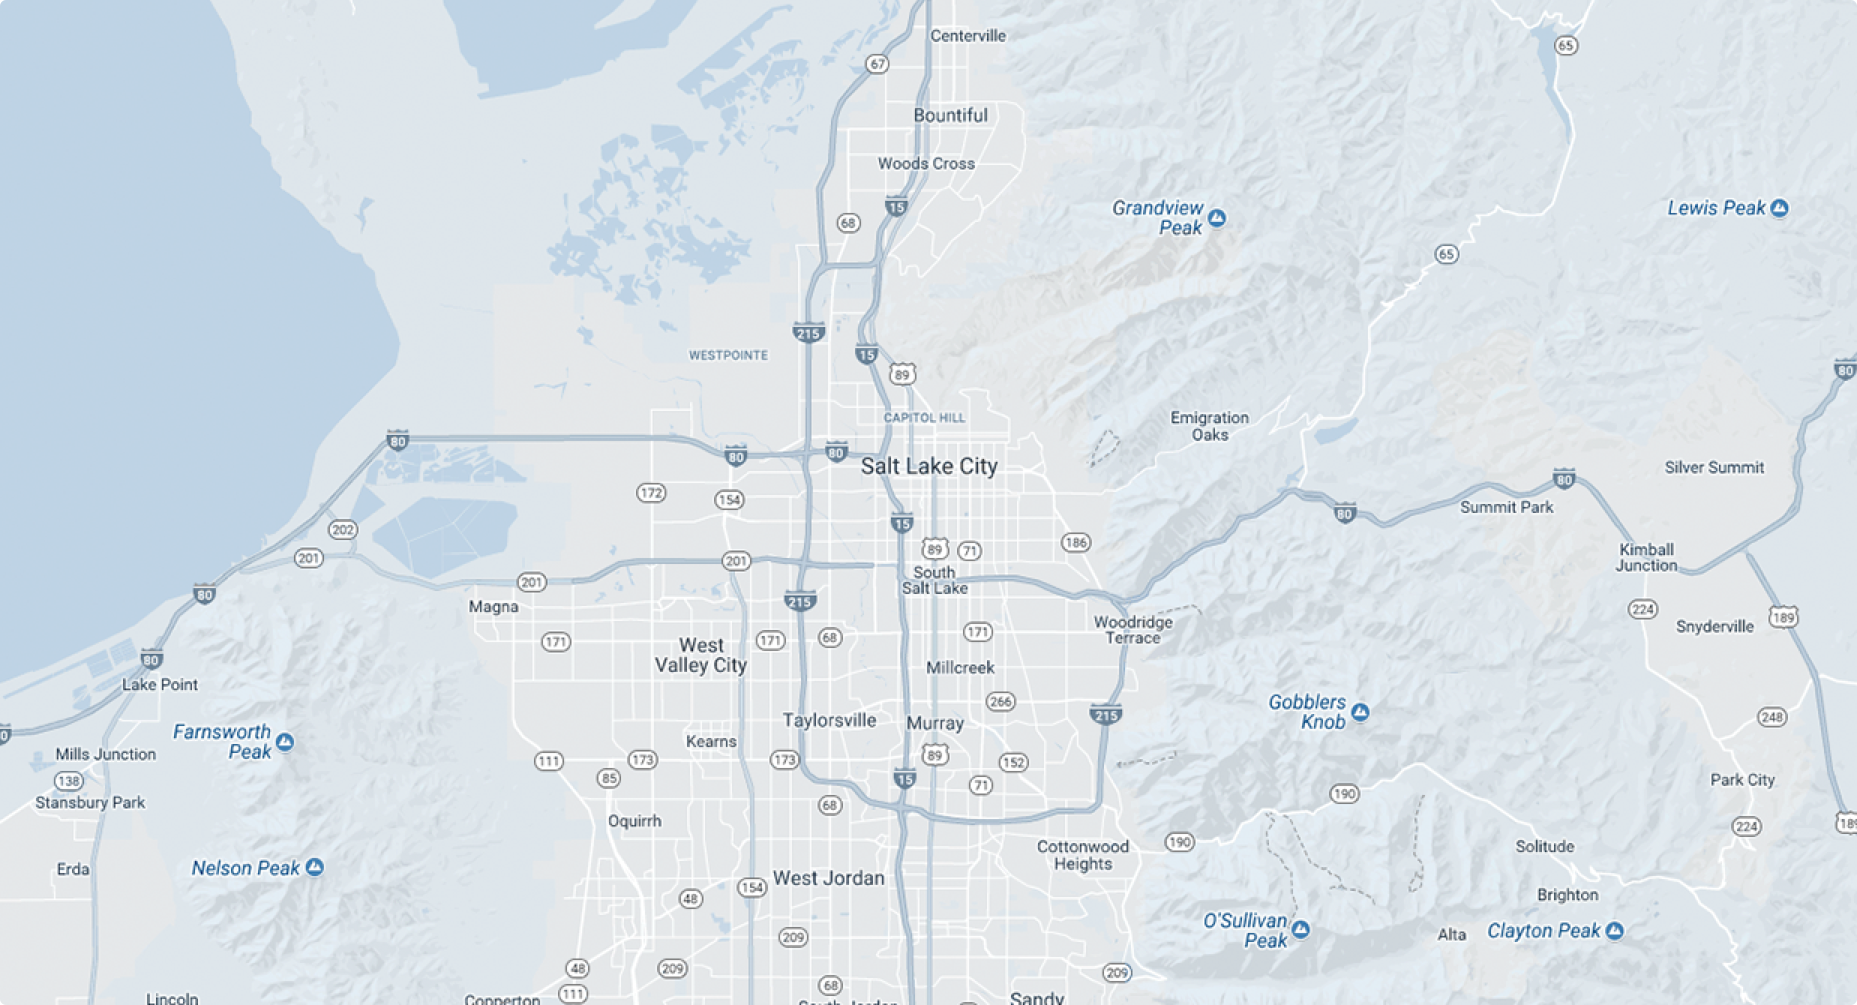 Centerville
65
67
Bountiful
Woods Cross
15
Grandview
Peak
Lewis Peak
68
65
215
15
WESTPOINTE
89
80
CAPITOL HILL
Emigration
Oaks
80
80
80
Salt Lake City
Silver Summit
80
172
154
Summit Park
80
15
202
201
186
89
71
201
Kimball
Junction
South
Salt Lake
201
80
Magna
215
224
189
Woodridge
Terrace
Snyderville
171
171
68
171
West
Valley City
80
Millcreek
Lake Point
266
Gobblers
Knob
215
248
Taylorsville
Murray
Farnsworth
Peak
0
Kearns
Mills Junction
89
111
173
173
152
138
85
15
71
Park City
190
Stansbury Park
68
Oquirrh
224
189
190
Solitude
Cottonwood
Heights
Erda
Nelson Peak
West Jordan
154
48
Brighton
O'Sullivan
Peak
Alta
Clayton Peak
209
48
209
209
68
111
Lincoln
Copperton
South Jordan
Sandy